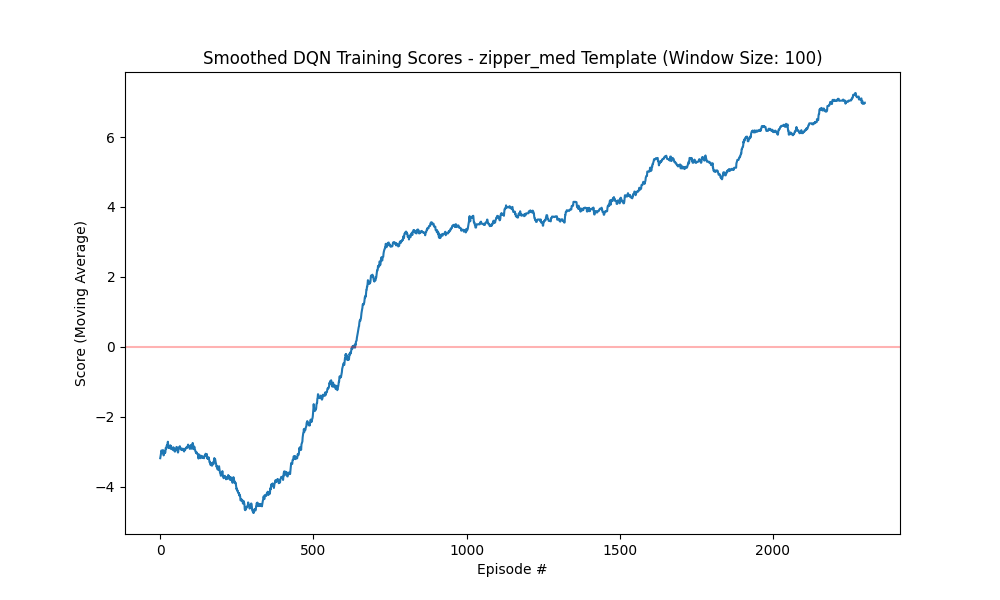 Smoothed DQN Training Scores - zipper_med Template (Window Size: 100)
6
4
2
0
−2
−4
Score (Moving Average)
0 500 1000 1500 2000
Episode #